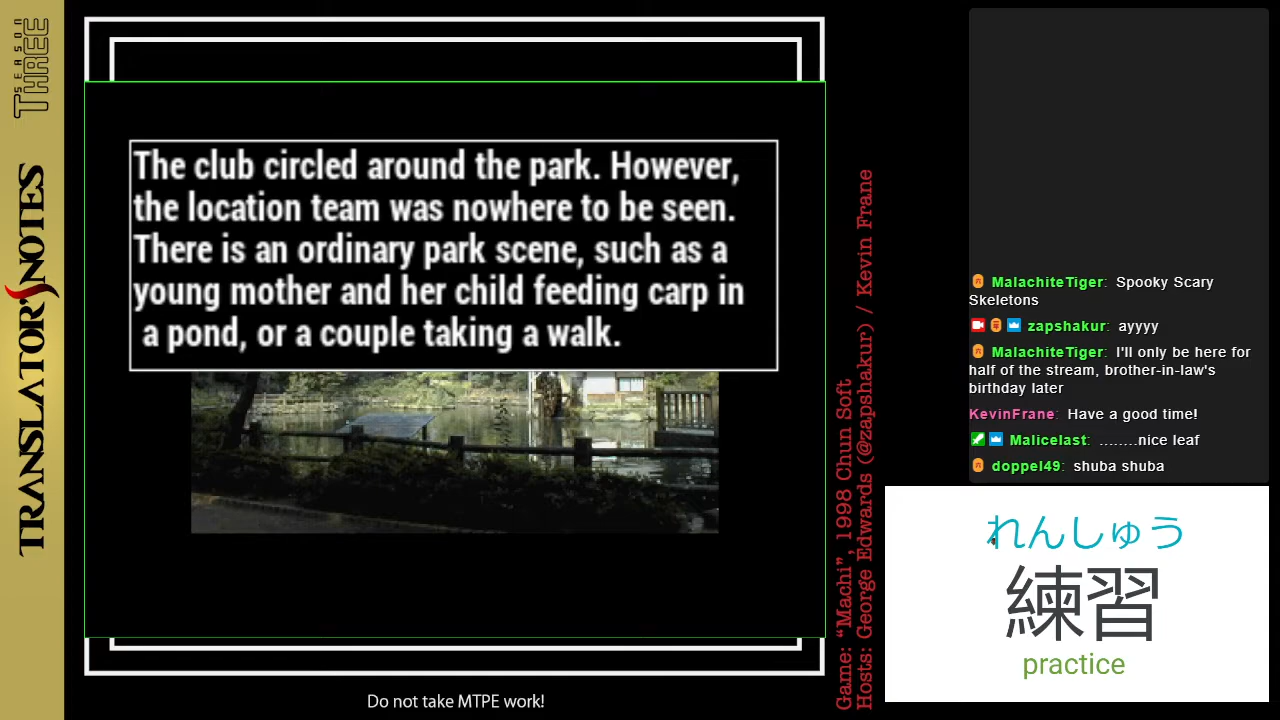 SEASON
THREE
TRANSLATOR'S NOTES
The club circled around the park. However,
the location team was nowhere to be seen.
There is an ordinary park scene, such as a
young mother and her child feeding carp in
a pond, or a couple taking a walk.
Do not take MTPE work!
Game: "Machi", 1998 Chun Soft
Hosts: George Edwards (@zapshakur) / Kevin Frane
MalachiteTiger: Spooky Scary
Skeletons
zapshakur: ayyyy
MalachiteTiger: I'll only be here for
half of the stream, brother-in-law's
birthday later
KevinFrane: Have a good time!
Malicelast: ........nice leaf
doppel49: shuba shuba
れんしゅう
練習
practice